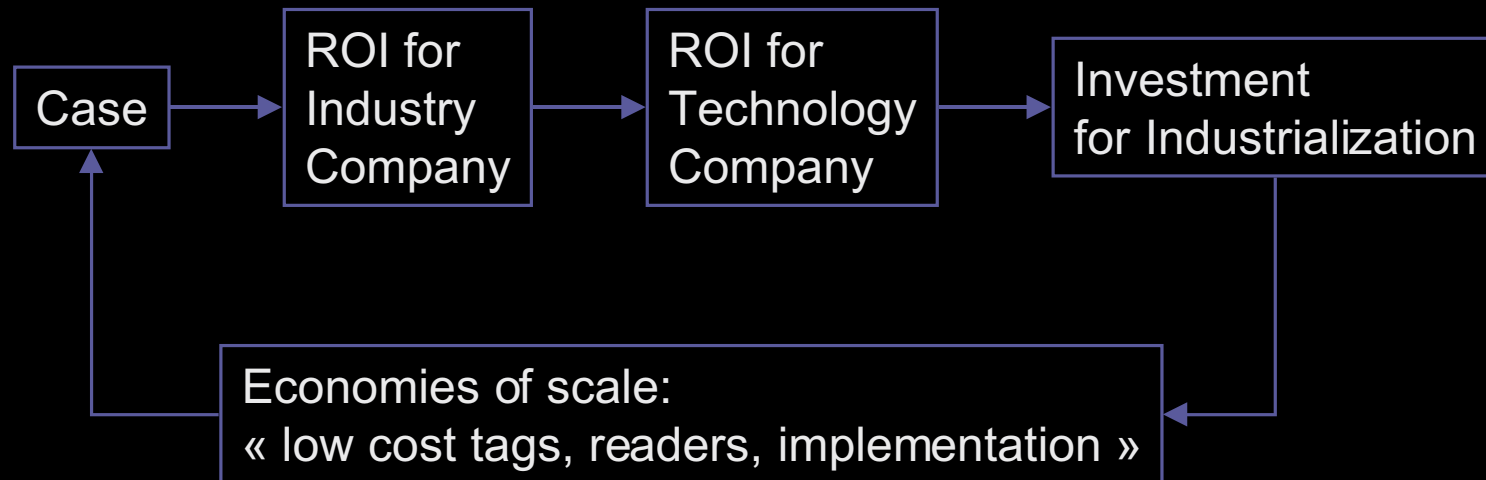 Case
ROI for
Industry
Company
ROI for
Technology
Company
Investment
for Industrialization
Economies of scale:
« low cost tags, readers, implementation »